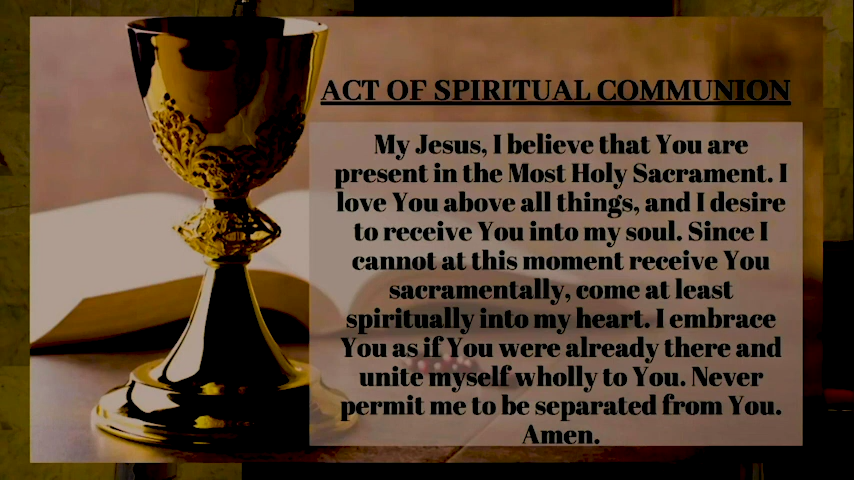 ACT OF SPIRITUAL COMMUNION
My Jesus, I believe that You are
present in the Most Holy Sacrament. I
love You above all things, and I desire
to receive You into my soul. Since I
cannot at this moment receive You
sacramentally, come at least
spiritually into my heart. I embrace
You as if You were already there and
unite myself wholly to You. Never
permit me to be separated from You.
Amen.